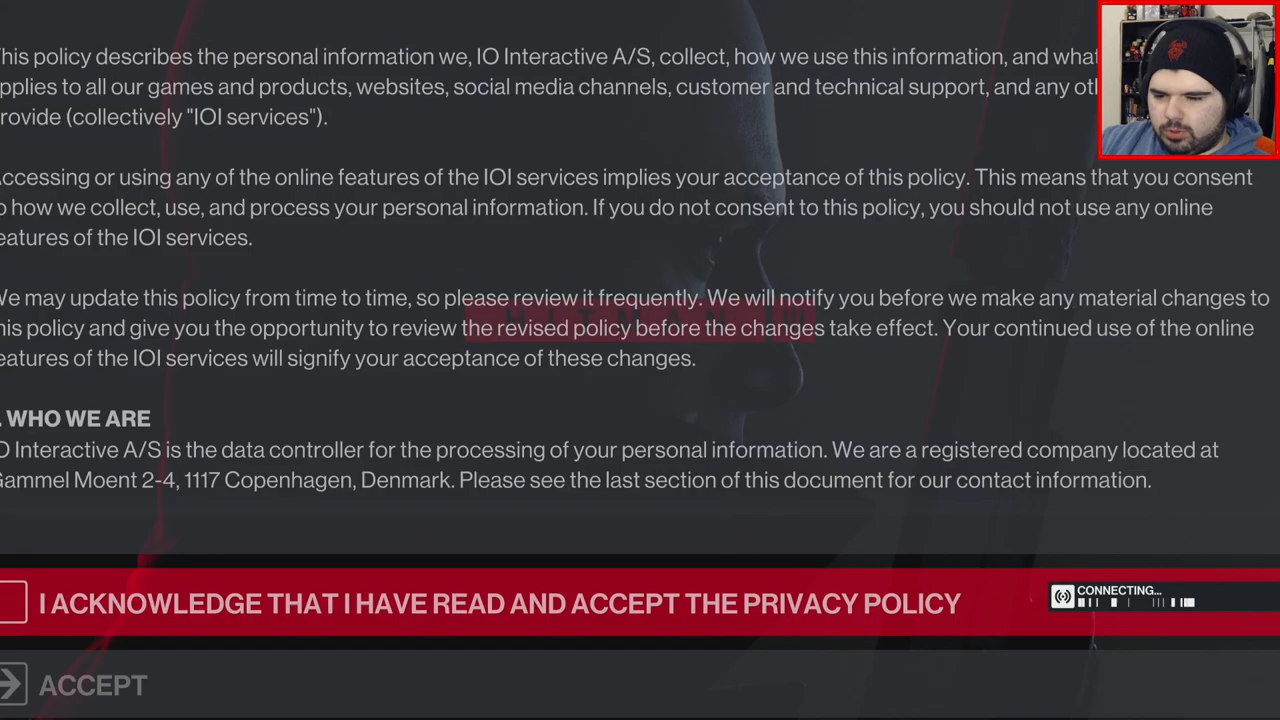 his policy describes the personal information we, IO Interactive A/S, collect, how we use this information, and what
pplies to all our games and products, websites, social media channels, customer and technical support, and any oth
rovide (collectively "IOI services").
ccessing or using any of the online features of the IOI services implies your acceptance of this policy. This means that you consent
o how we collect, use, and process your personal information. If you do not consent to this policy, you should not use any online
eatures of the IOI services.
We may update this policy from time to time, so please review it frequently. We will notify you before we make any material changes to
his policy and give you the opportunity to review the revised policy before the changes take effect. Your continued use of the online
eatures of the IOI services will signify your acceptance of these changes.
HITMAN III
. WHO WE ARE
O Interactive A/S is the data controller for the processing of your personal information. We are a registered company located at
Gammel Moent 2-4, 1117 Copenhagen, Denmark. Please see the last section of this document for our contact information.
I ACKNOWLEDGE THAT I HAVE READ AND ACCEPT THE PRIVACY POLICY
CONNECTING...
ACCEPT